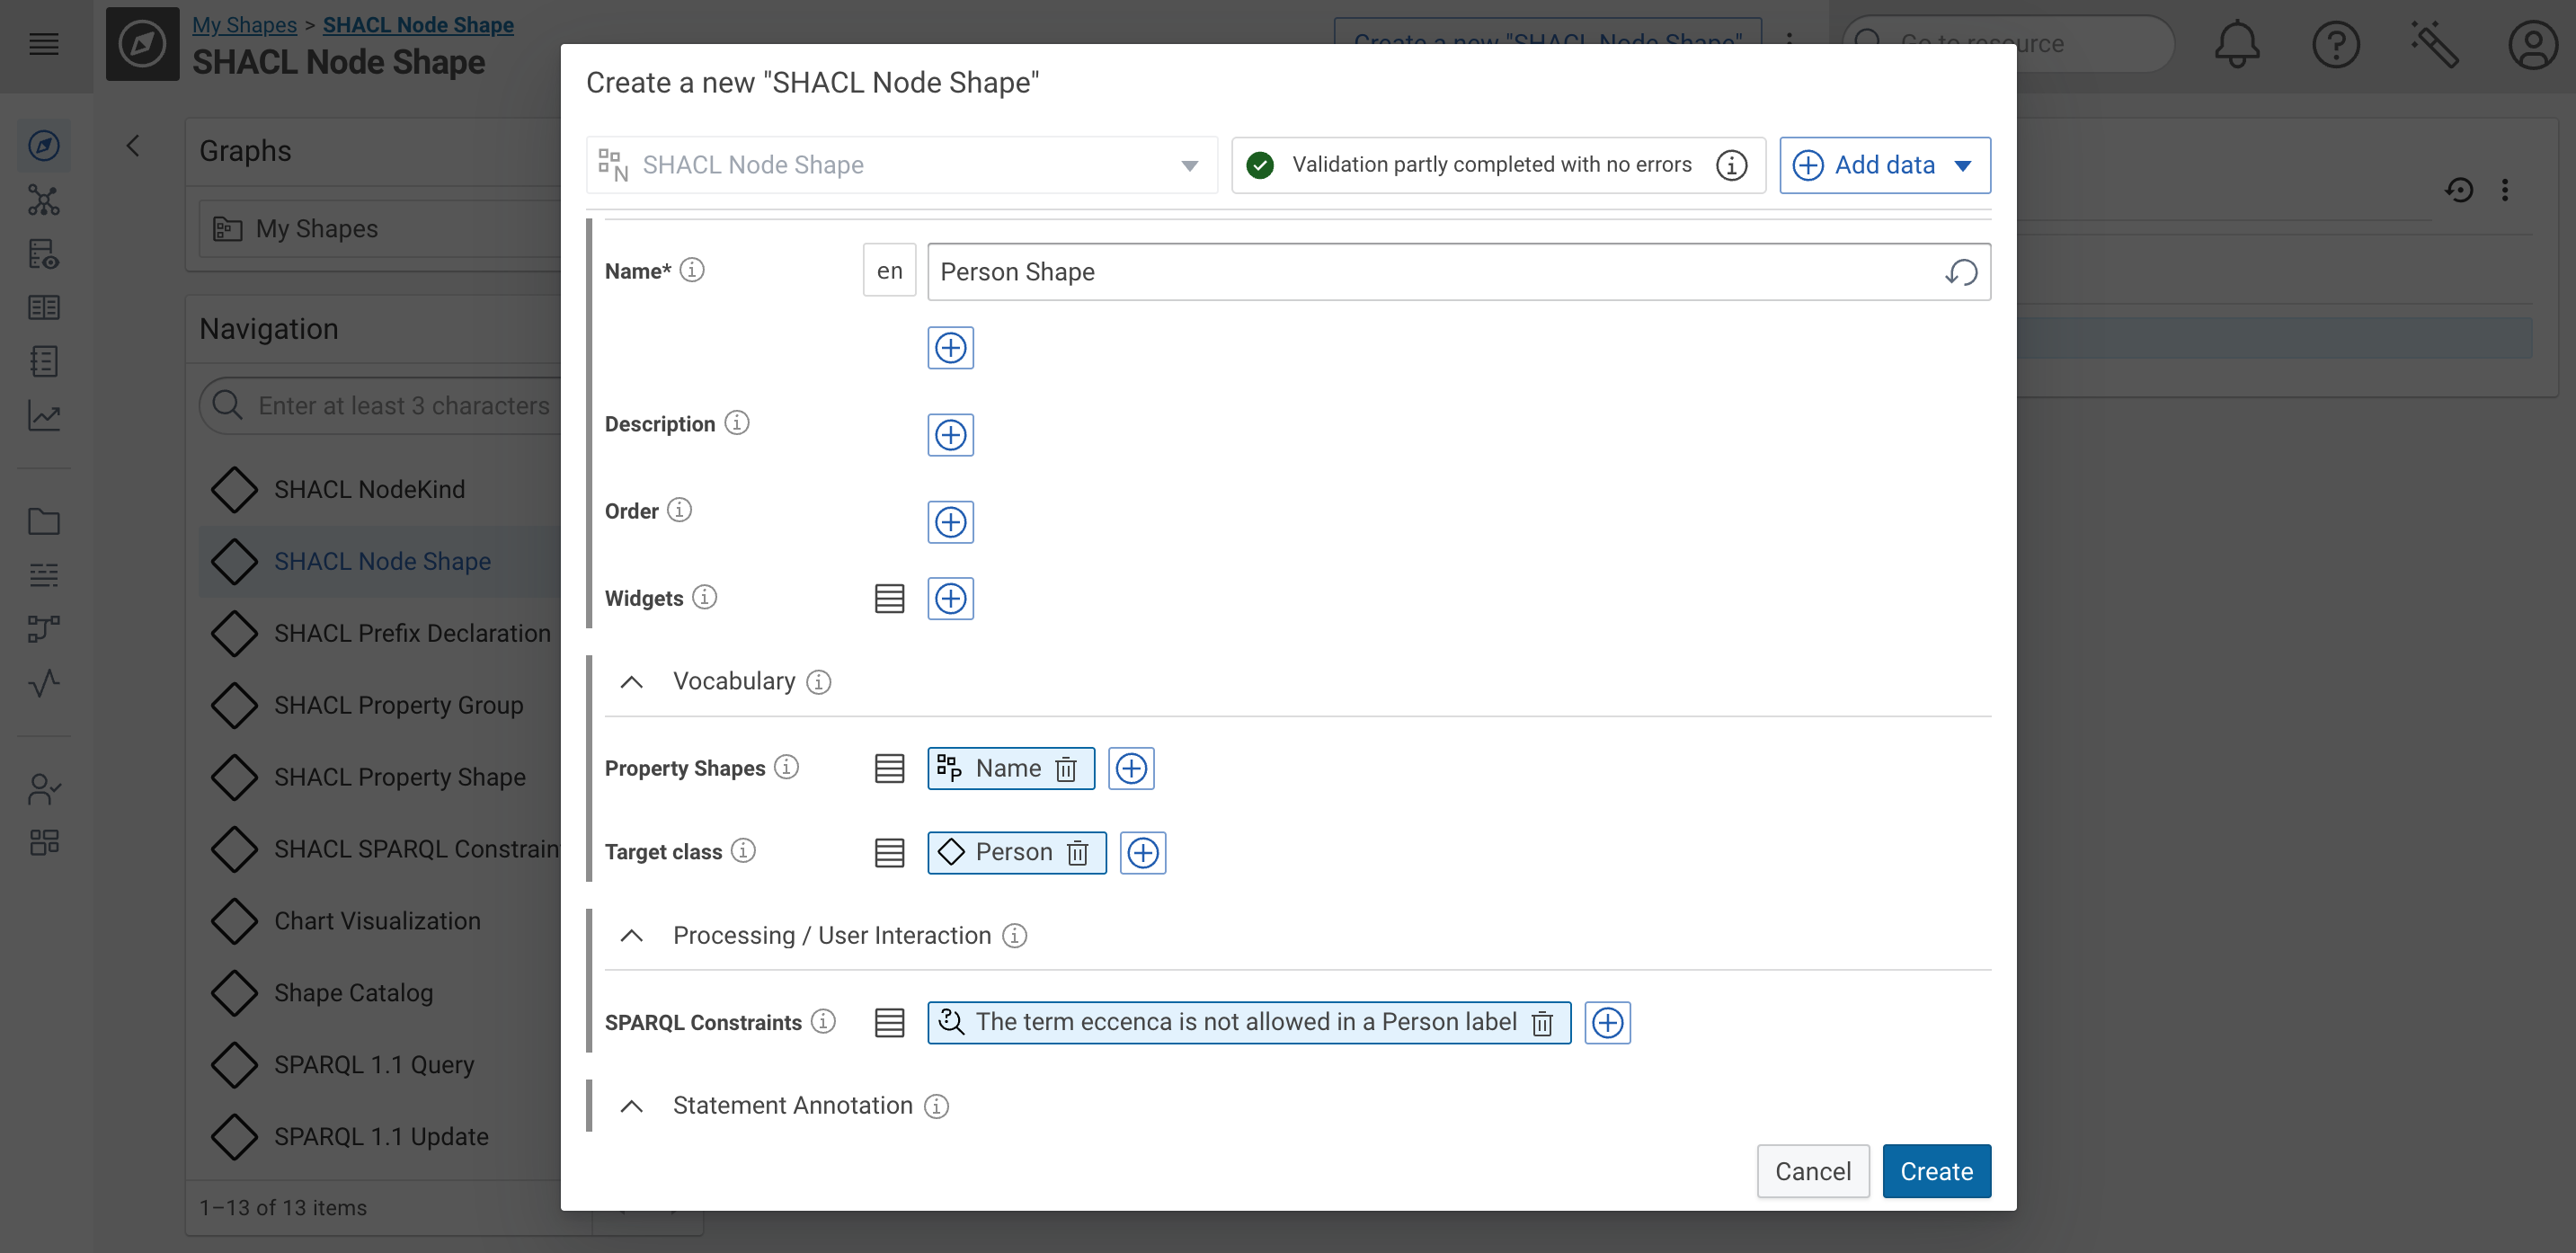 My Shapes > SHACL Node Shape
SHACL Node Shape
Create a new "SHACL Node Shape"
Go to resource
Graphs
My Shapes
Navigation
Enter at least 3 characters
SHACL NodeKind
SHACL Node Shape
SHACL Prefix Declaration
SHACL Property Group
SHACL Property Shape
SHACL SPARQL Constrain
Chart Visualization
Shape Catalog
SPARQL 1.1 Query
SPARQL 1.1 Update
1–13 of 13 items
Create a new "SHACL Node Shape"
SHACL Node Shape
Validation partly completed with no errors
Add data
Name*
en
Person Shape
Description
Order
Widgets
Vocabulary
Property Shapes
Name
Target class
Person
Processing / User Interaction
SPARQL Constraints
The term eccenca is not allowed in a Person label
Statement Annotation
Cancel
Create